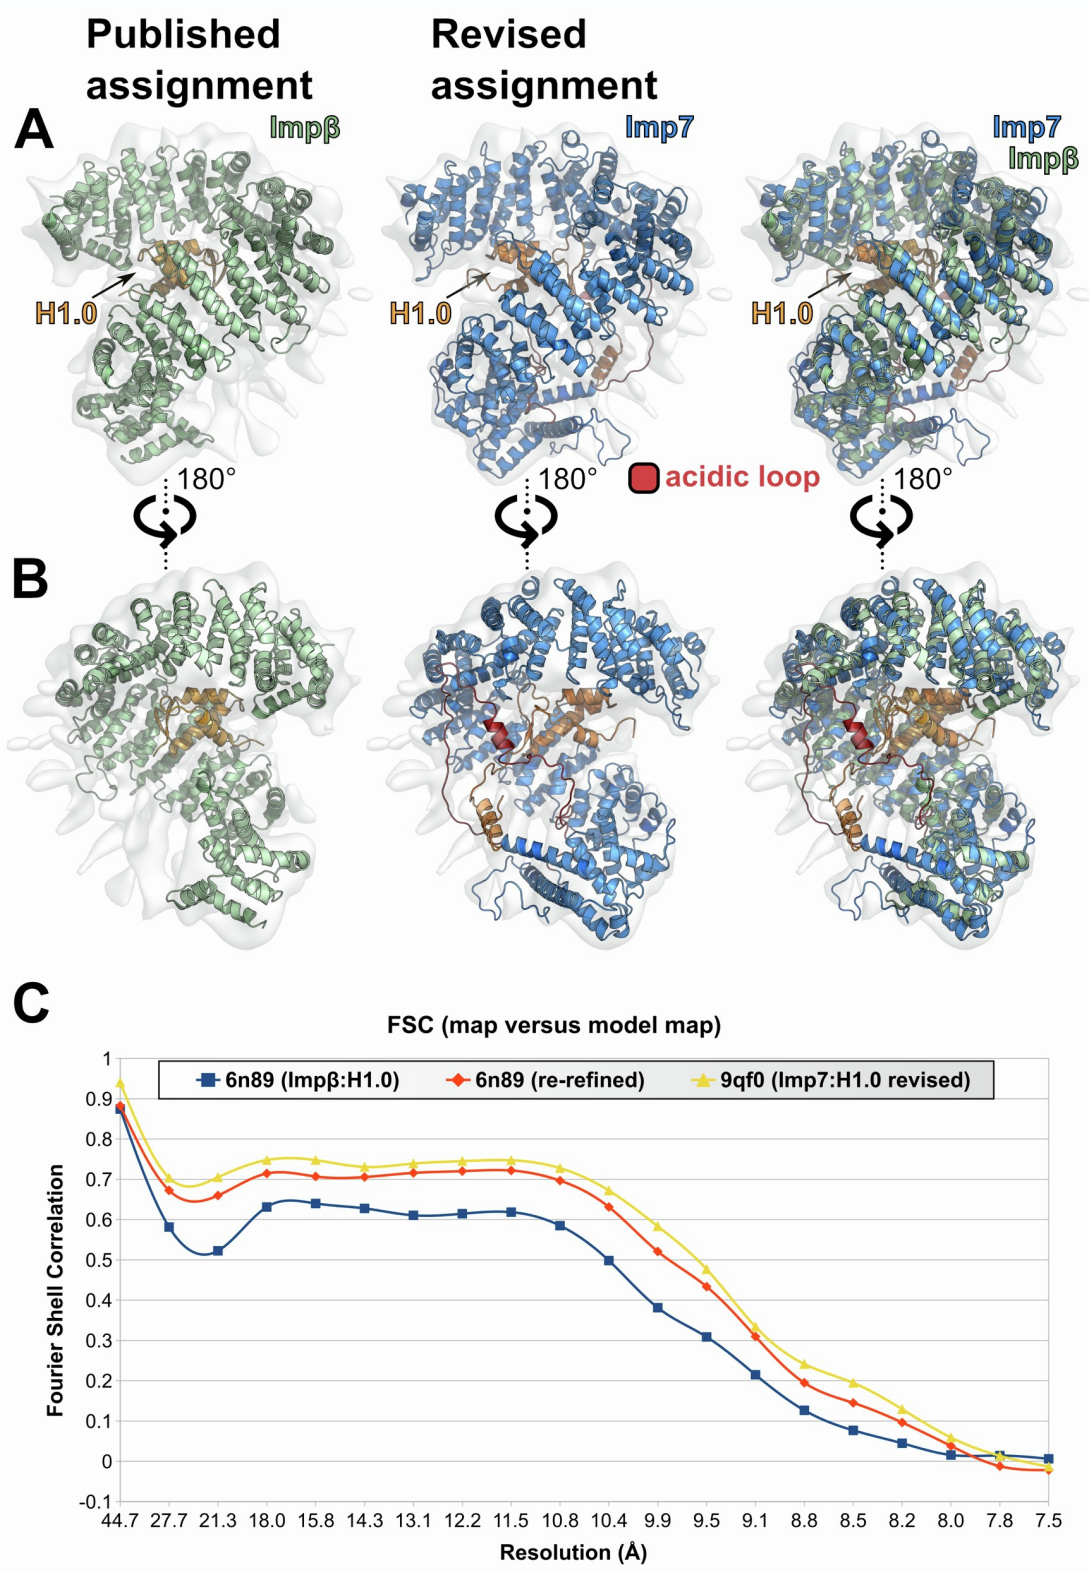 Published
assignment
Revised
assignment
A
Impβ
Imp7
Imp7
Impβ
H1.0
H1.0
H1.0
180°
180°
acidic loop
180°
B
C
FSC (map versus model map)
6n89 (Impβ:H1.0)
6n89 (re-refined)
9qf0 (Imp7:H1.0 revised)
Fourier Shell Correlation
1
0.9
0.8
0.7
0.6
0.5
0.4
0.3
0.2
0.1
0
-0.1
44.7 27.7 21.3 18.0 15.8 14.3 13.1 12.2 11.5 10.8 10.4 9.9 9.5 9.1 8.8 8.5 8.2 8.0 7.8 7.5
Resolution (Å)